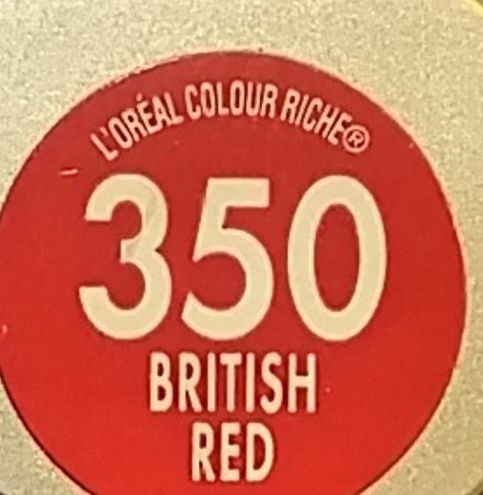 L'ORÉAL COLOUR RICHE®
350
BRITISH
RED